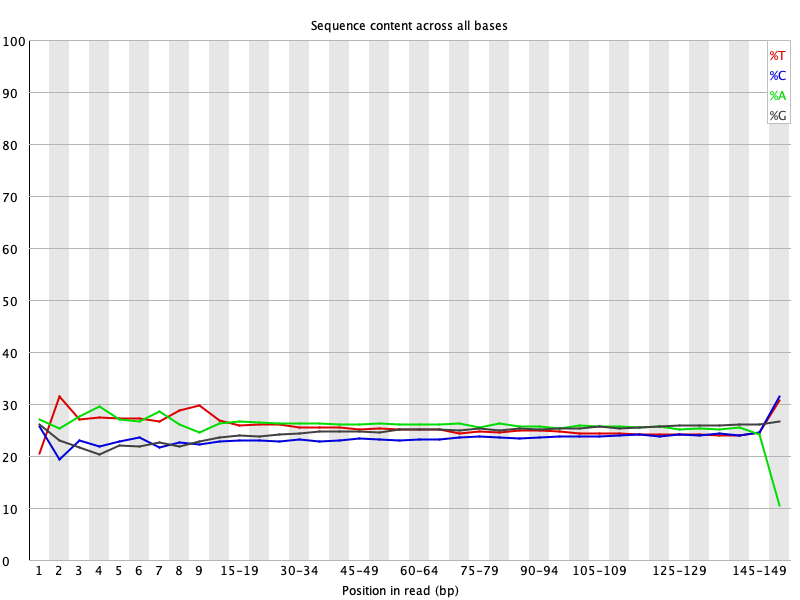 Sequence content across all bases
100
90
80
70
60
50
40
30
20
10
0
%T
%C
%A
%G
1 2 3 4 5 6 7 8 9 15-19 30-34 45-49 60-64 75-79 90-94 105-109 125-129 145-149
Position in read (bp)